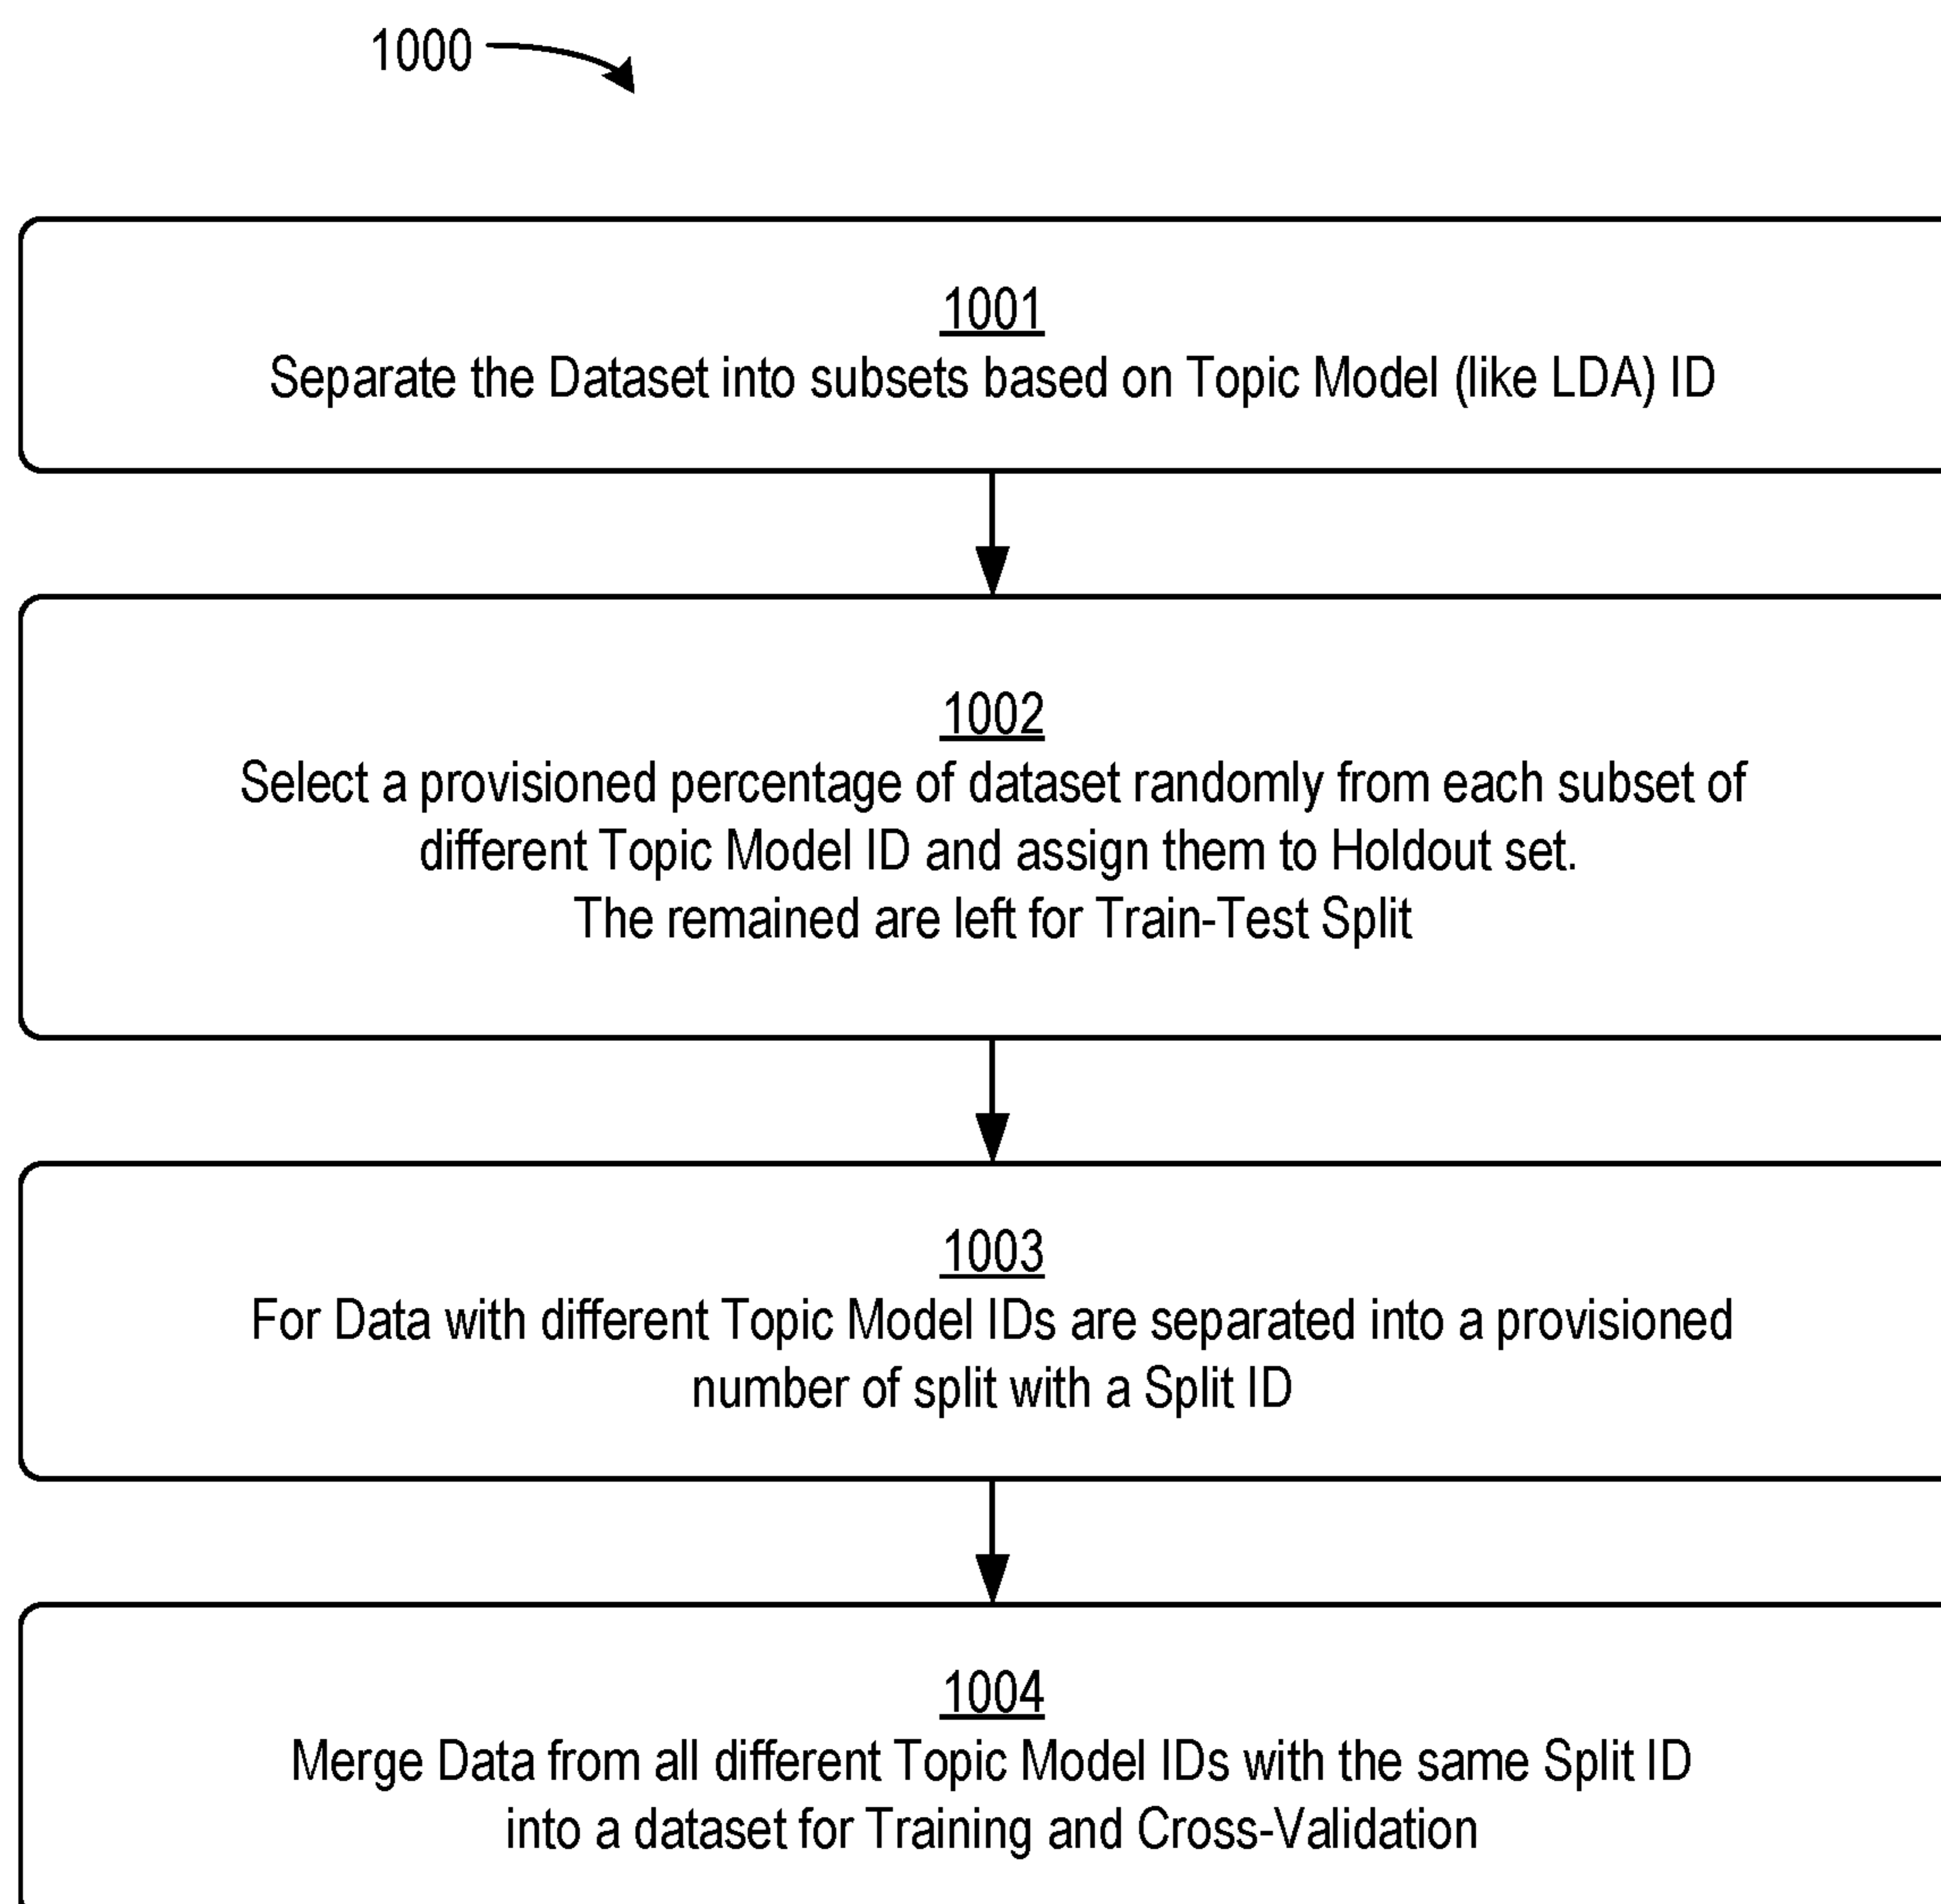 1000
1001
Separate the Dataset into subsets based on Topic Model (like LDA) ID
1002
Select a provisioned percentage of dataset randomly from each subset of
different Topic Model ID and assign them to Holdout set.
The remained are left for Train-Test Split
1003
For Data with different Topic Model IDs are separated into a provisioned
number of split with a Split ID
1004
Merge Data from all different Topic Model IDs with the same Split ID
into a dataset for Training and Cross-Validation